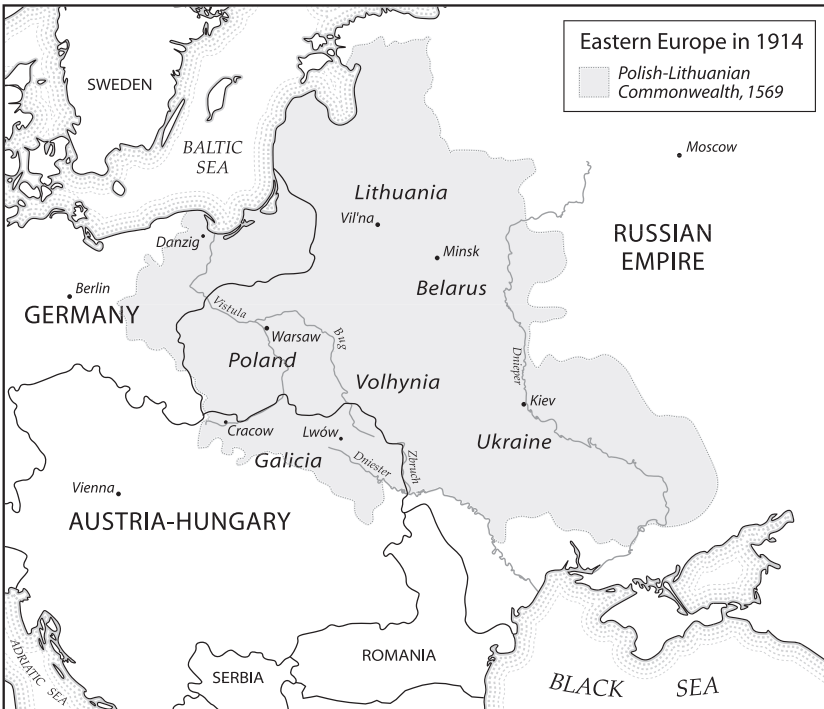 Eastern Europe in 1914
Polish-Lithuanian
Commonwealth, 1569
SWEDEN
BALTIC
SEA
Moscow
Lithuania
Vil'na
Danzig
Minsk
RUSSIAN
EMPIRE
Belarus
Berlin
GERMANY
Vistula
Warsaw
Bug
Poland
Dnieper
Volhynia
Kiev
Cracow
Lwów
Ukraine
Galicia
Dniester
Zbruch
Vienna
AUSTRIA-HUNGARY
ADRIATIC SEA
SERBIA
ROMANIA
BLACK SEA